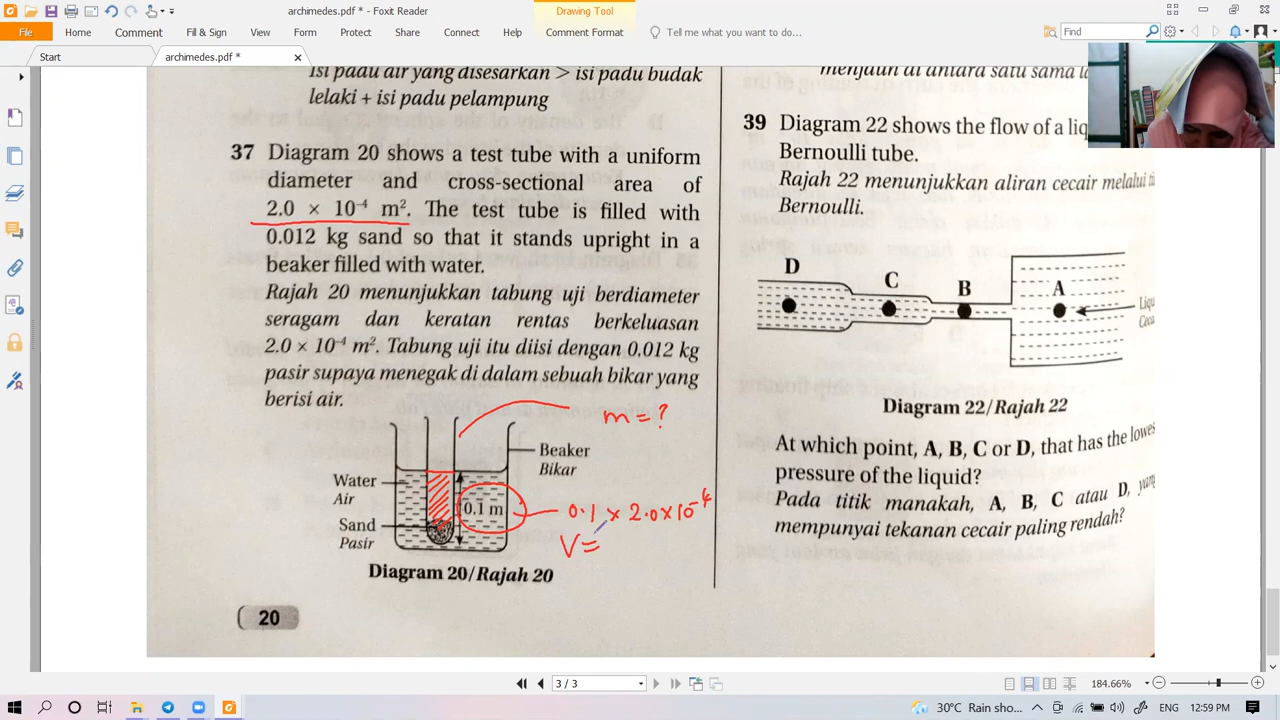 archimedes.pdf * - Foxit Reader
Drawing Tool
File
Home
Comment
Fill & Sign
View
Form
Protect
Share
Connect
Help
Comment Format
Tell me what you want to do...
Find
Start
archimedes.pdf *
Isi padu air yang disesarkan > isi padu budak
lelaki + isi padu pelampung
37 Diagram 20 shows a test tube with a uniform
diameter and cross-sectional area of
2.0 × 10⁻⁴ m². The test tube is filled with
0.012 kg sand so that it stands upright in a
beaker filled with water.
Rajah 20 menunjukkan tabung uji berdiameter
seragam dan keratan rentas berkeluasan
2.0 × 10⁻⁴ m². Tabung uji itu diisi dengan 0.012 kg
pasir supaya menegak di dalam sebuah bikar yang
berisi air.
m = ?
Beaker
Bikar
Water
Air
0.1 m
0.1 × 2.0 × 10⁻⁴
Sand
Pasir
V =
Diagram 20/Rajah 20
20
di antara satu sama
39 Diagram 22 shows the flow of a
Bernoulli tube.
Rajah 22 menunjukkan aliran cecair melalui
Bernoulli.
D
C
B
A
Diagram 22/Rajah 22
At which point, A, B, C or D, that has the
pressure of the liquid?
Pada titik manakah, A, B, C atau D,
mempunyai tekanan cecair paling rendah?
3 / 3
184.66%
30°C Rain sho...
ENG
12:59 PM